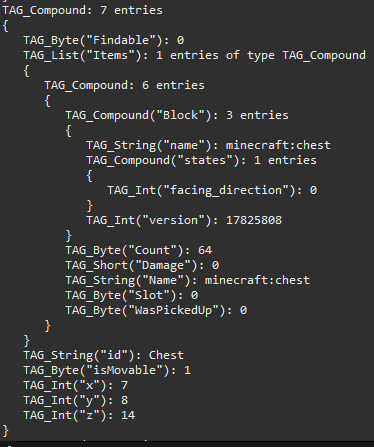 TAG_Compound: 7 entries
{
TAG_Byte("Findable"): 0
TAG_List("Items"): 1 entries of type TAG_Compound
{
TAG_Compound: 6 entries
{
TAG_Compound("Block"): 3 entries
{
TAG_String("name"): minecraft:chest
TAG_Compound("states"): 1 entries
{
TAG_Int("facing_direction"): 0
}
TAG_Int("version"): 17825808
}
TAG_Byte("Count"): 64
TAG_Short("Damage"): 0
TAG_String("Name"): minecraft:chest
TAG_Byte("Slot"): 0
TAG_Byte("WasPickedUp"): 0
}
}
TAG_String("id"): Chest
TAG_Byte("isMovable"): 1
TAG_Int("x"): 7
TAG_Int("y"): 8
TAG_Int("z"): 14
}